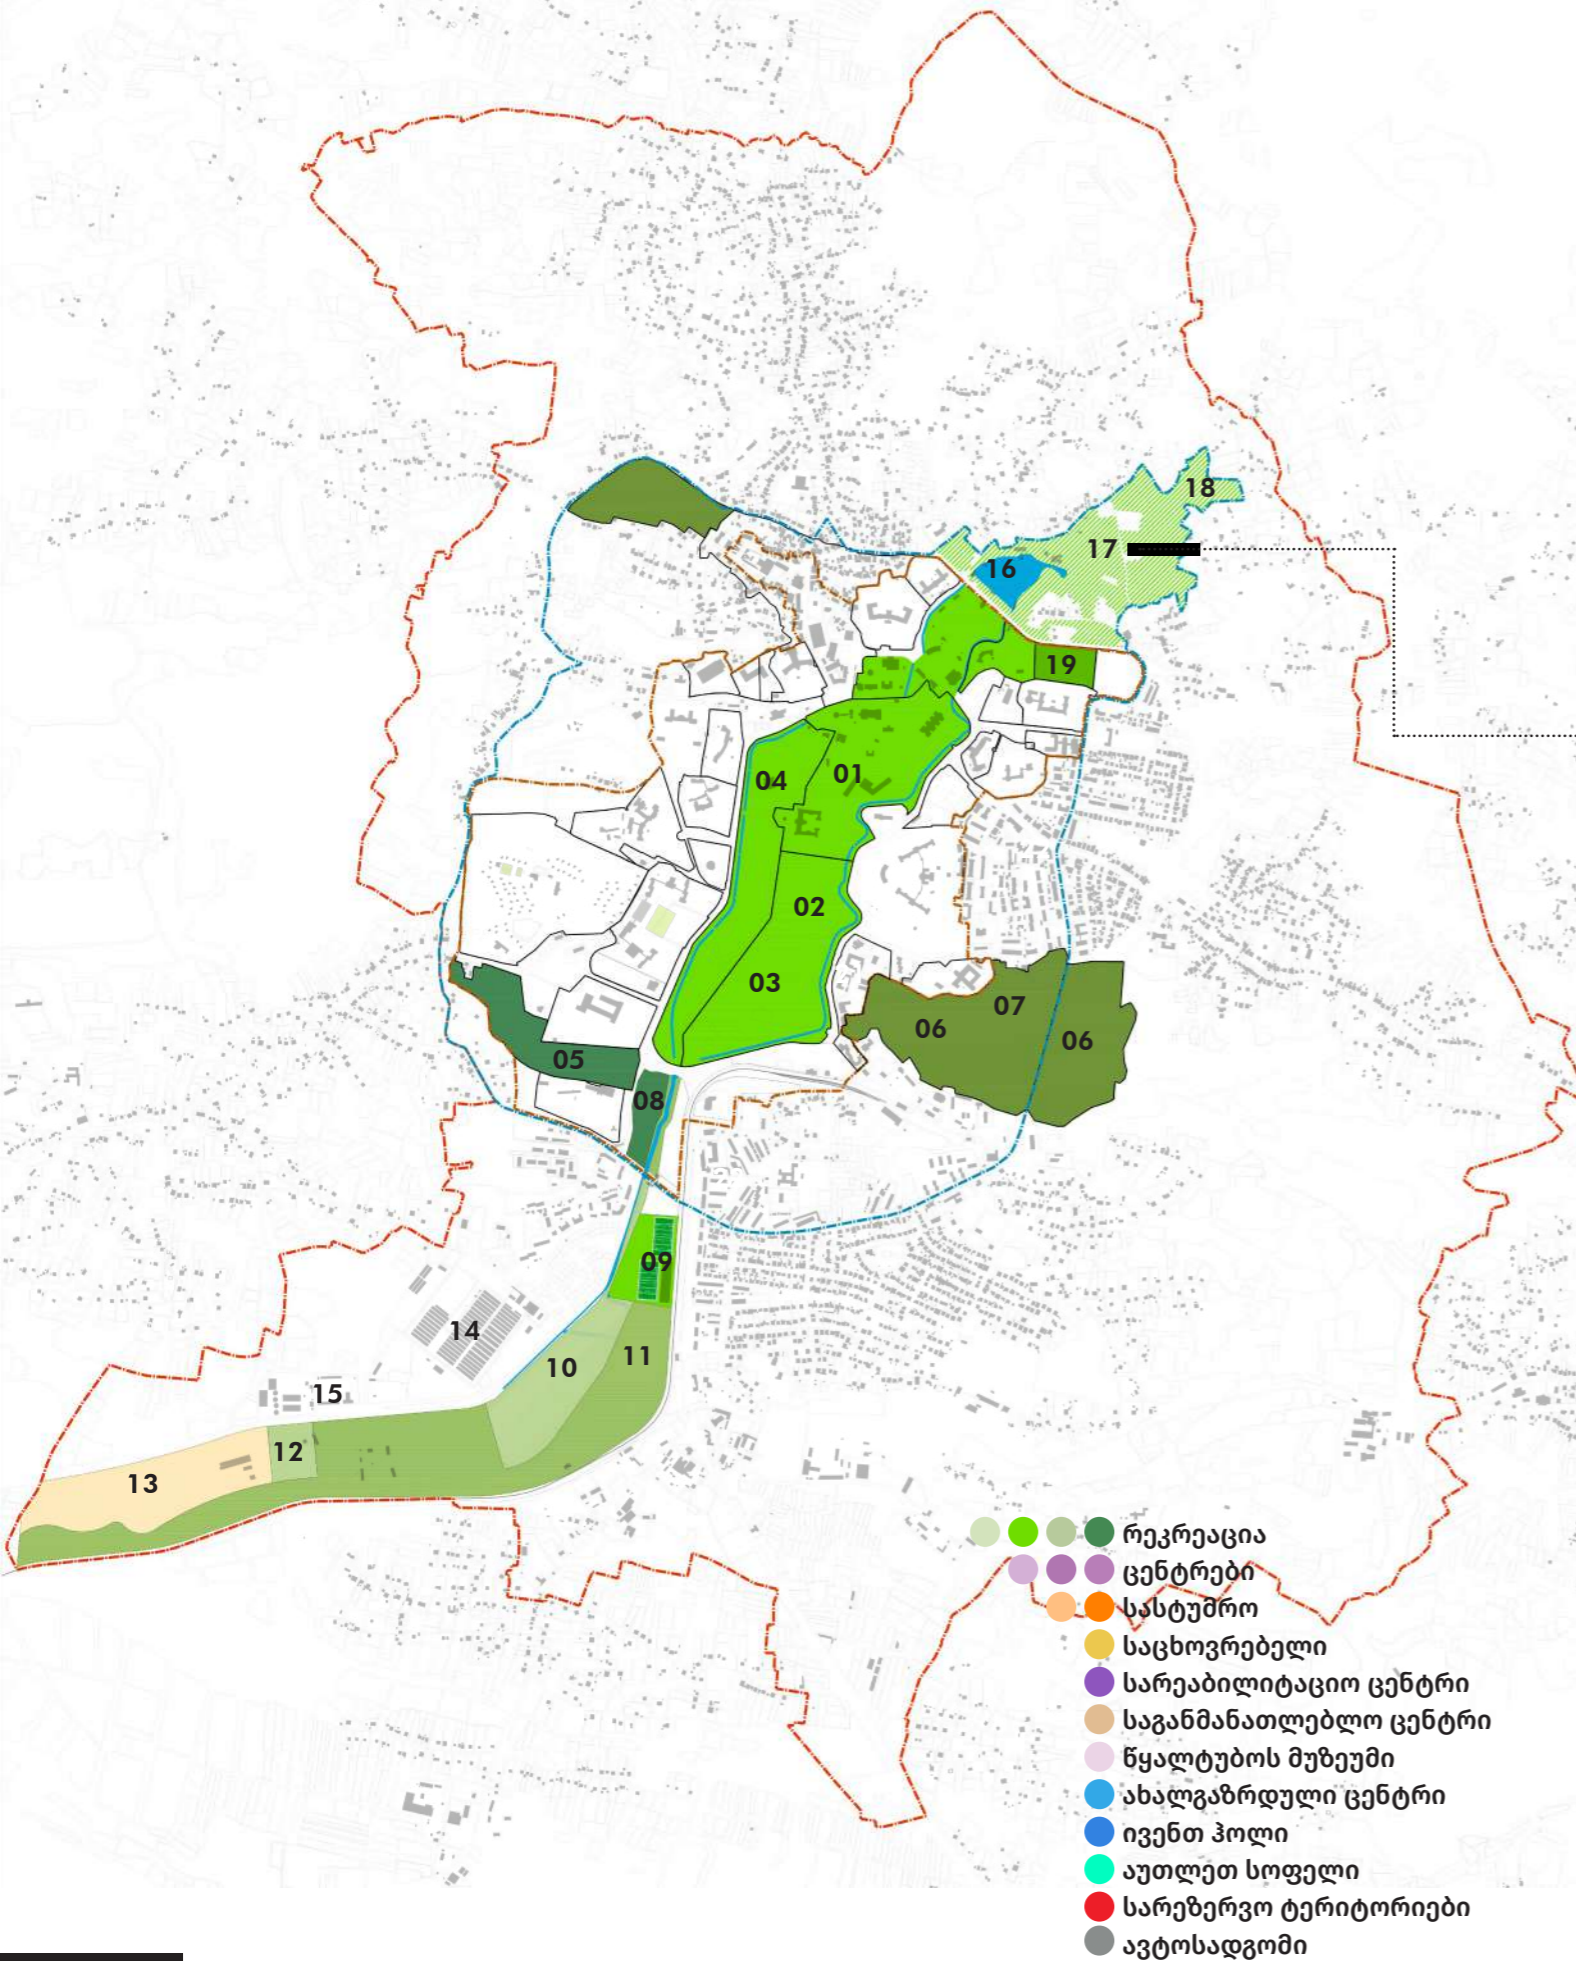 18
17
16
19
04
01
02
03
07
06
06
05
08
09
14
11
10
15
12
13
რეკრეაცია
ცენტრები
სასტუმრო
საცხოვრებელი
სარეაბილიტაციო ცენტრი
საგანმანათლებლო ცენტრი
წყალტუბოს მუზეუმი
ახალგაზრდული ცენტრი
ივენთ ჰოლი
აუთლეთ სოფელი
სარეზერვო ტერიტორიები
ავტოსადგომი